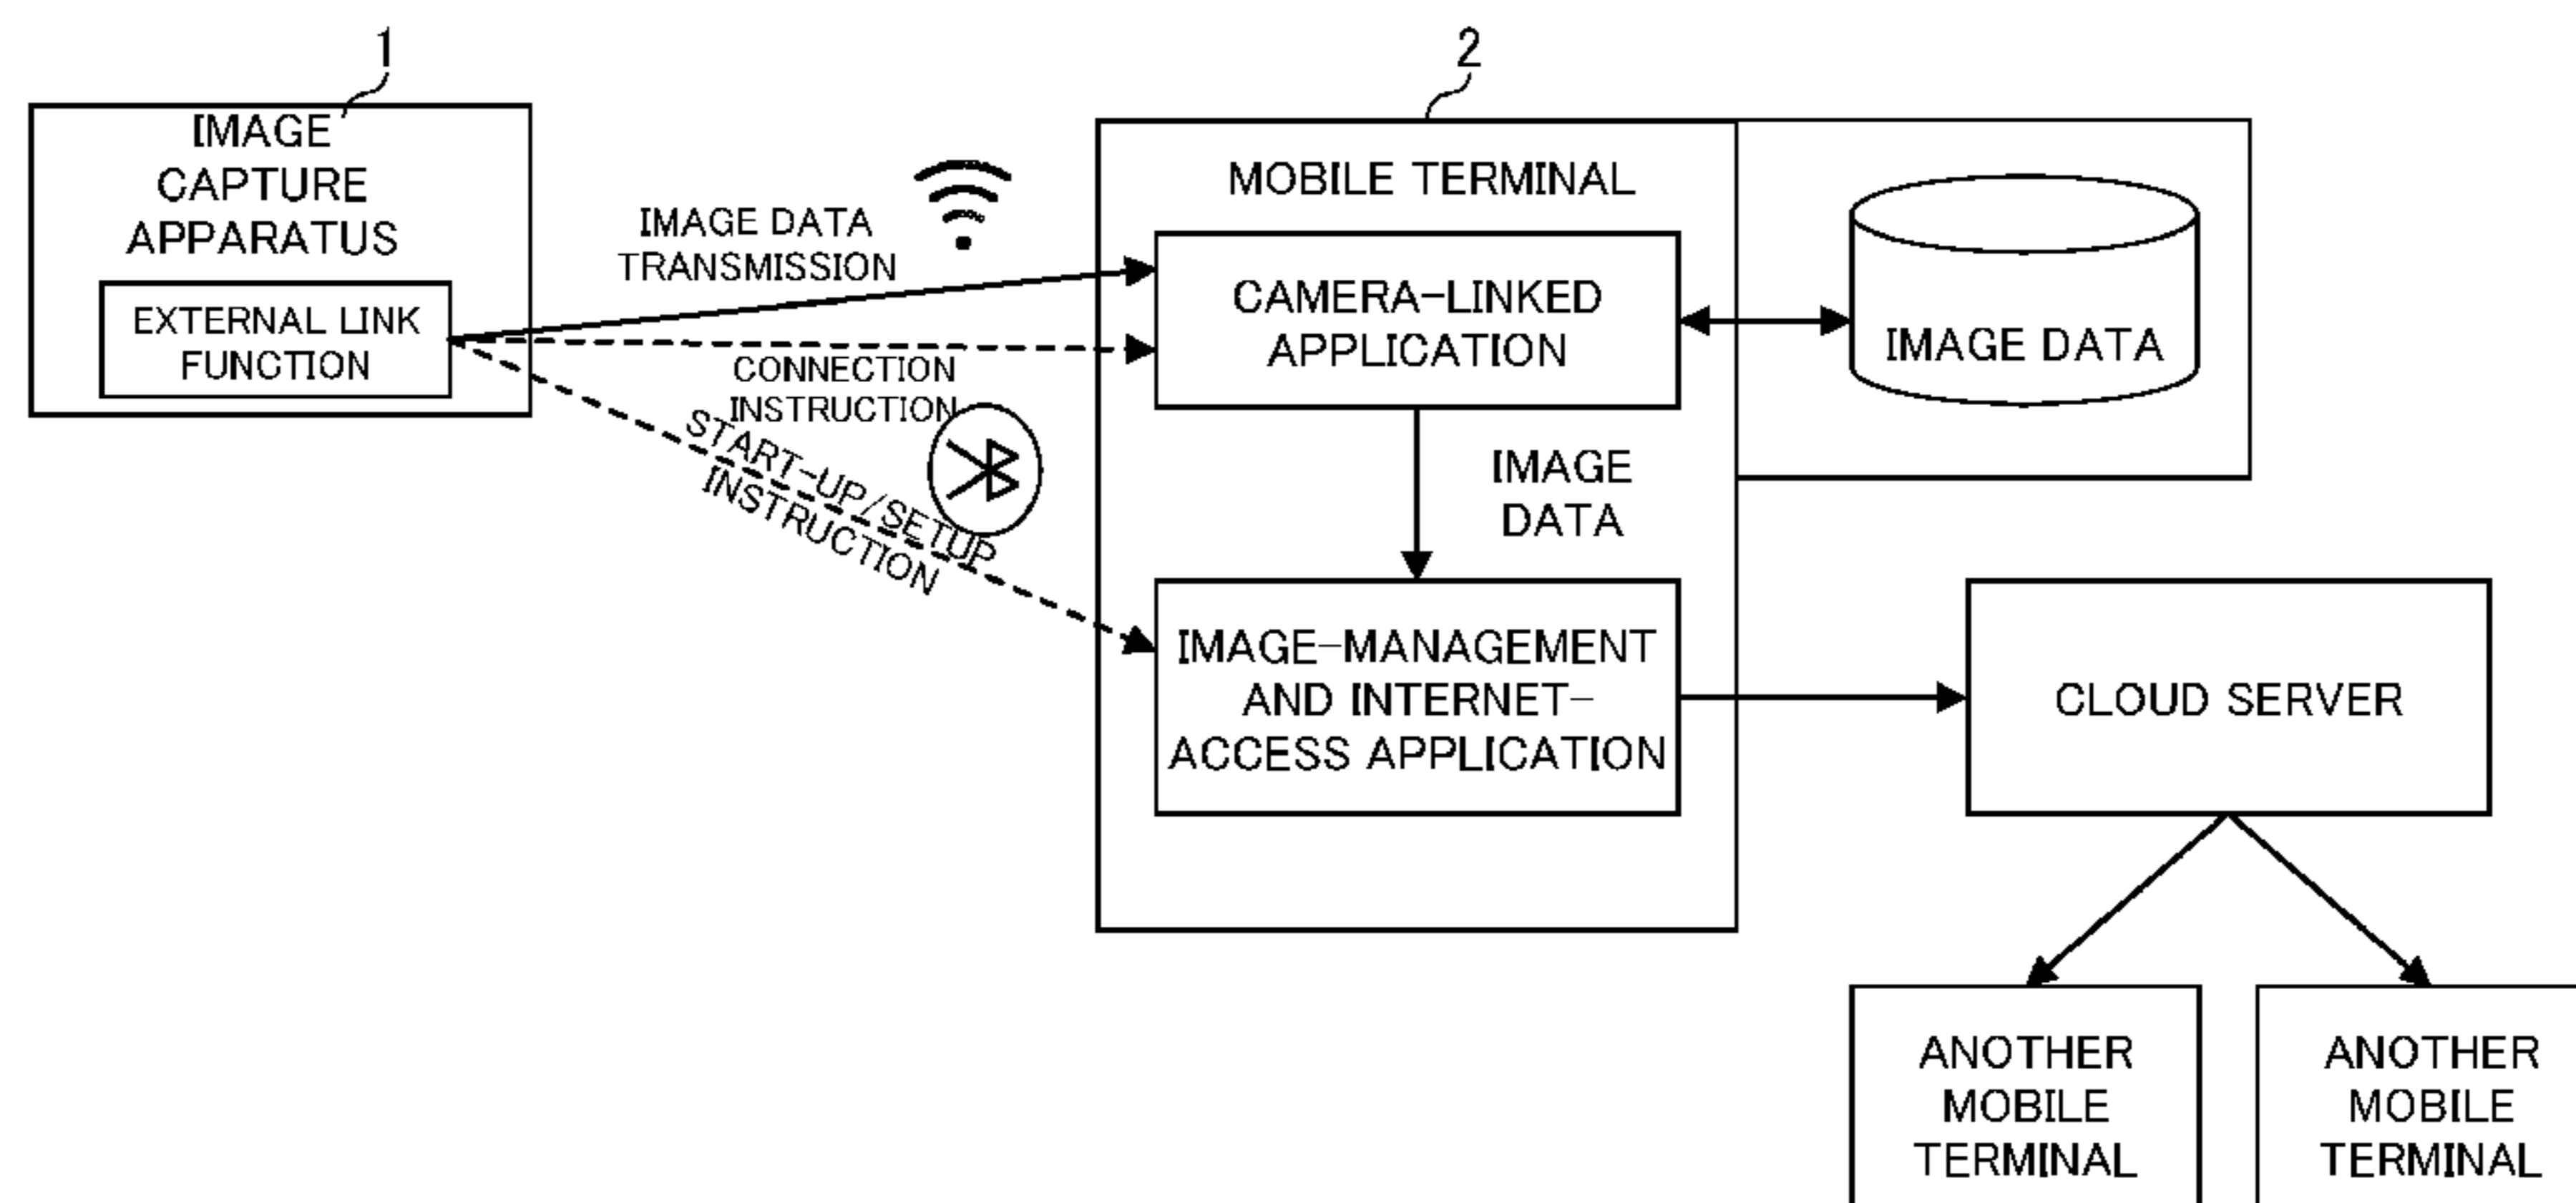 1
IMAGE
CAPTURE
APPARATUS
EXTERNAL LINK
FUNCTION
IMAGE DATA
TRANSMISSION
CONNECTION
INSTRUCTION
START-UP/SETUP
INSTRUCTION
2
MOBILE TERMINAL
CAMERA-LINKED
APPLICATION
IMAGE DATA
IMAGE
DATA
IMAGE-MANAGEMENT
AND INTERNET-
ACCESS APPLICATION
CLOUD SERVER
ANOTHER
MOBILE
TERMINAL
ANOTHER
MOBILE
TERMINAL